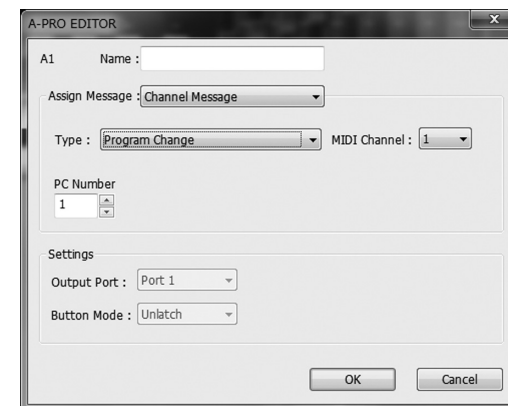 A-PRO EDITOR
A1 Name :
Assign Message : Channel Message
Type : Program Change MIDI Channel : 1
PC Number
1
Settings
Output Port : Port 1
Button Mode : Unlatch
OK Cancel